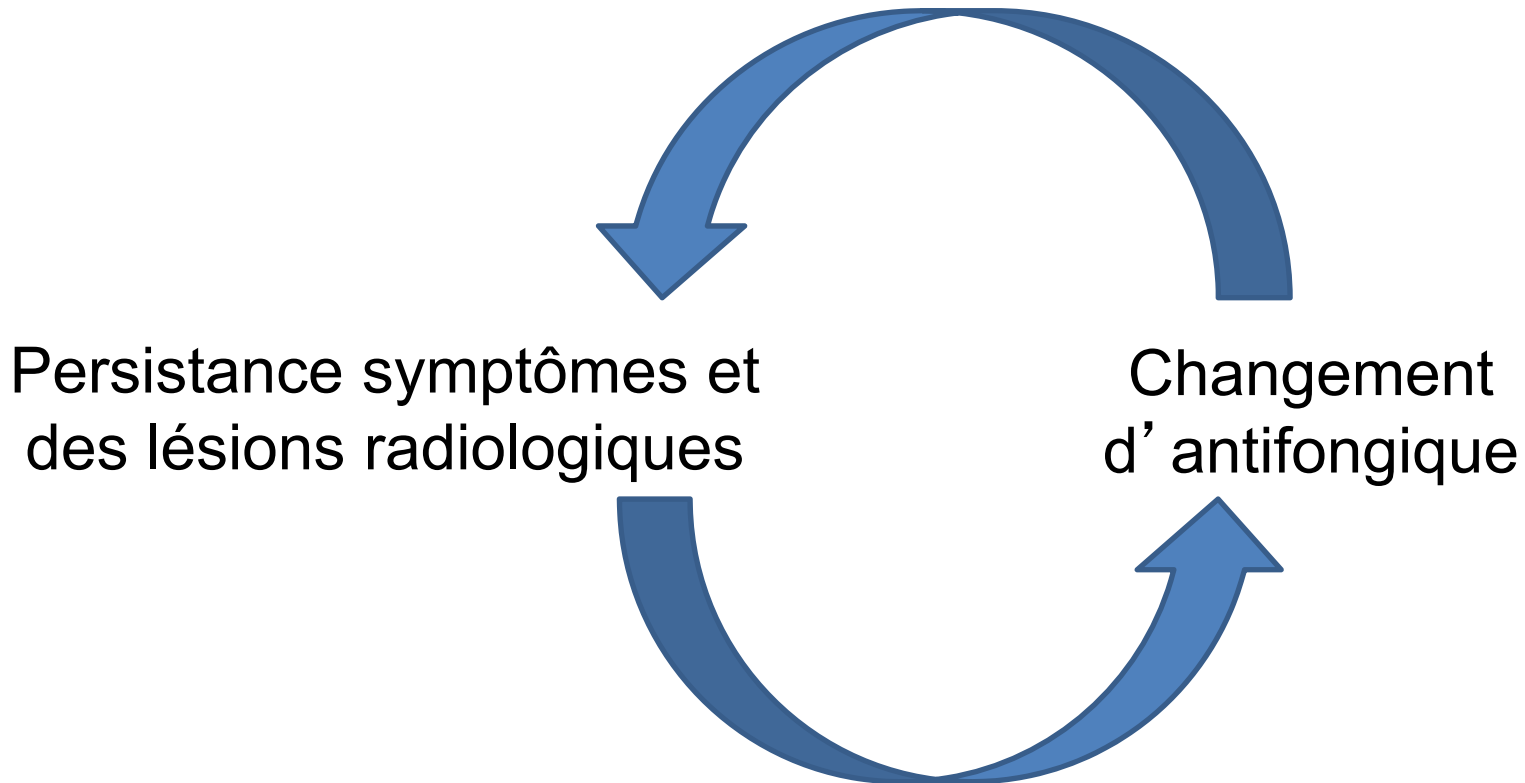 Persistance symptômes et
des lésions radiologiques
Changement
d’antifongique